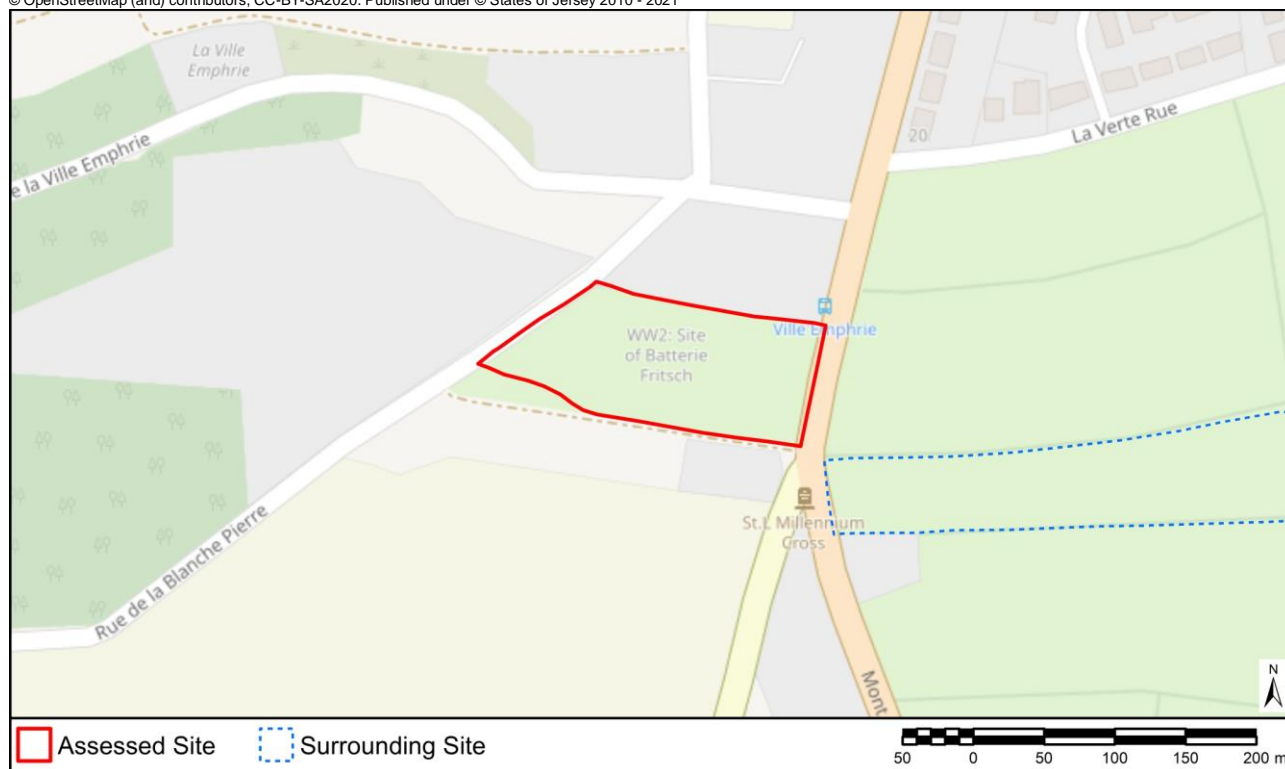 © OpenStreetMap (and) contributors, CC-BY-SA2020. Published under © States of Jersey 2010 - 2021
La Ville
Emphrie
e la Ville Emphrie
20
La Verte Rue
WW2: Site
of Batterie
Fritsch
Ville Emphrie
St.L Millennium
Cross
Rue de la Blanche Pierre
Mont
N
Assessed Site
Surrounding Site
50 0 50 100 150 200 m